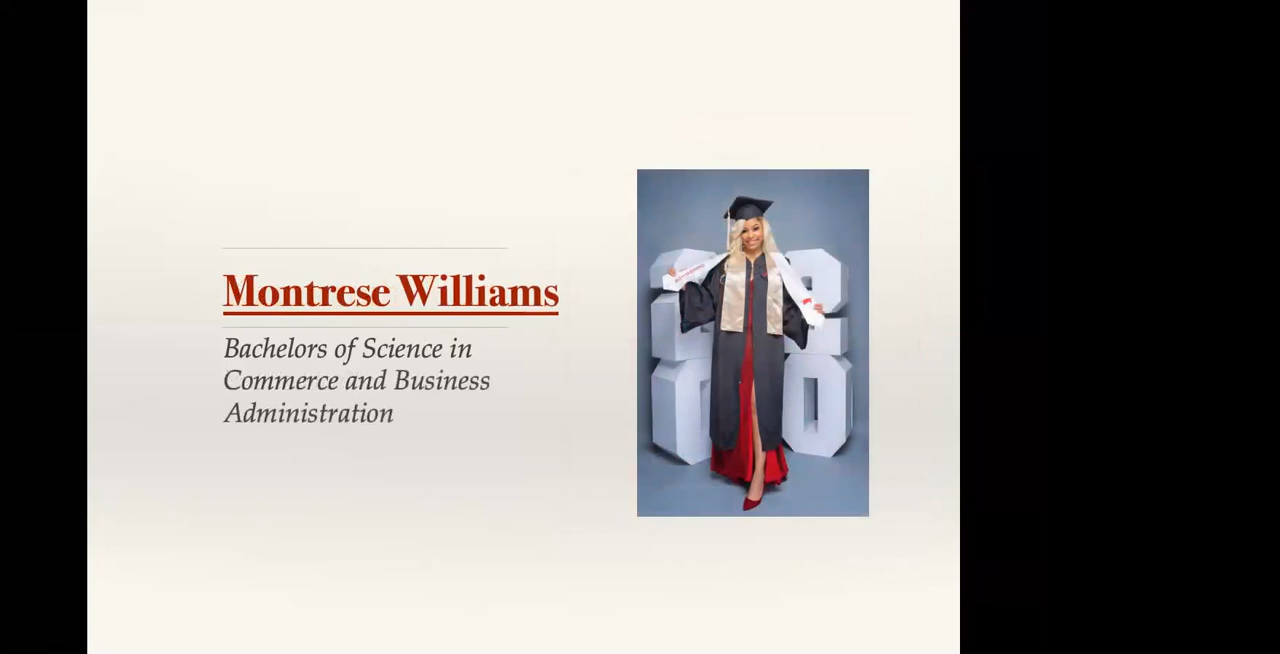 Montrese Williams
Bachelors of Science in
Commerce and Business
Administration